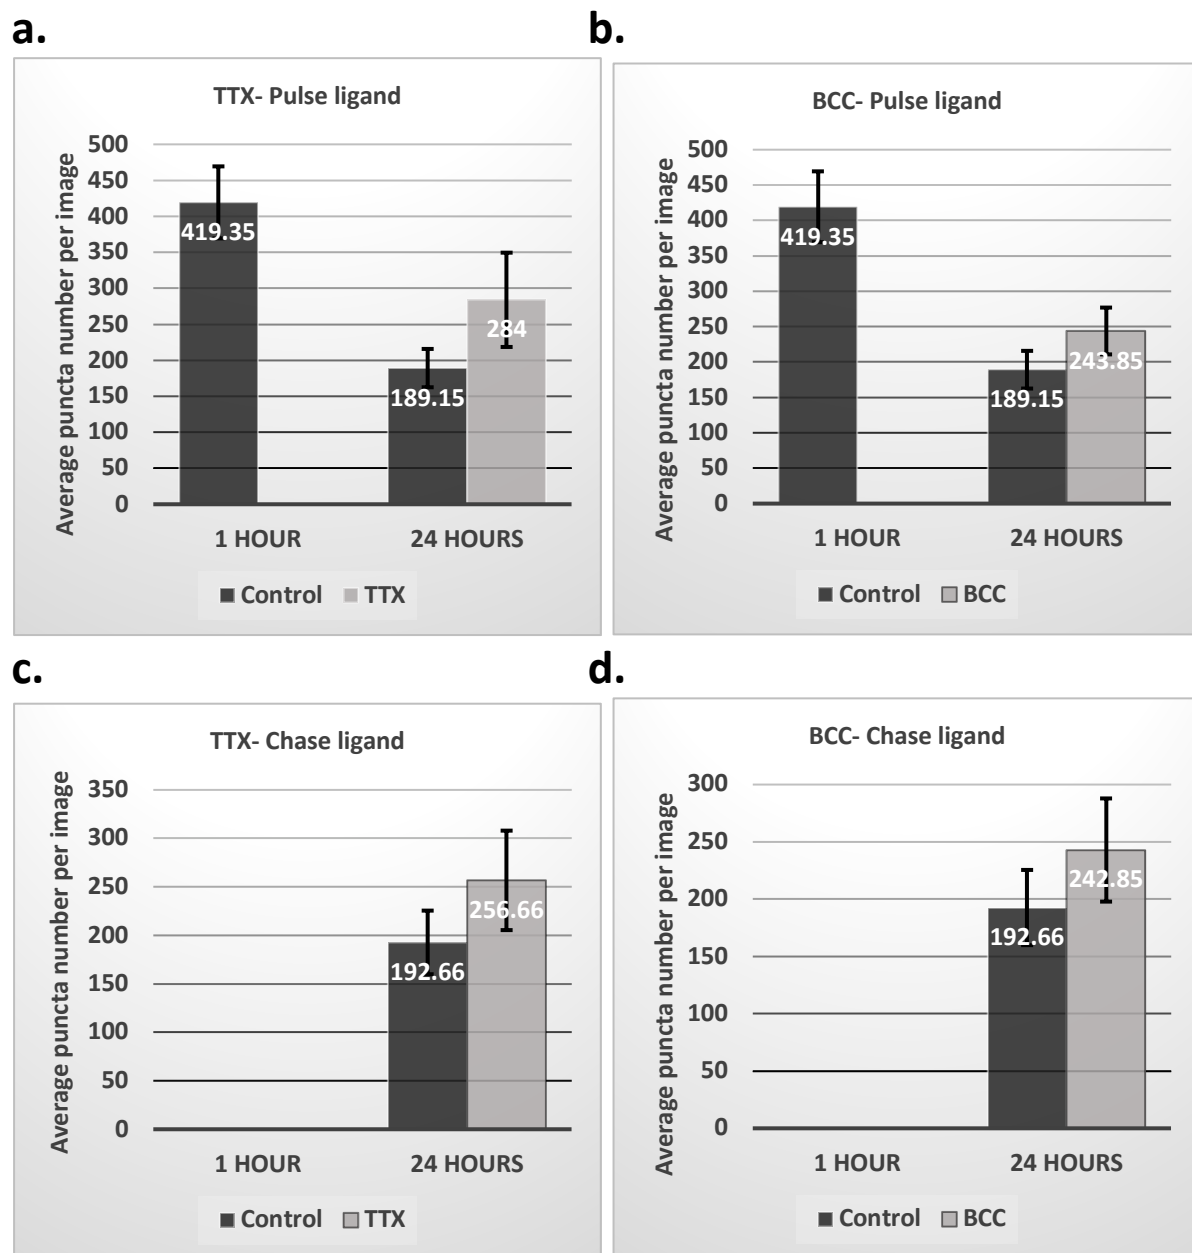 a.
TTX- Pulse ligand
Average puncta number per image
500
450
400
350
300
250
200
150
100
50
0
419.35
189.15
284
1 HOUR
24 HOURS
Control
TTX
b.
BCC- Pulse ligand
Average puncta number per image
500
450
400
350
300
250
200
150
100
50
0
419.35
189.15
243.85
1 HOUR
24 HOURS
Control
BCC
c.
TTX- Chase ligand
Average puncta number per image
350
300
250
200
150
100
50
0
192.66
256.66
1 HOUR
24 HOURS
Control
TTX
d.
BCC- Chase ligand
Average puncta number per image
300
250
200
150
100
50
0
192.66
242.85
1 HOUR
24 HOURS
Control
BCC